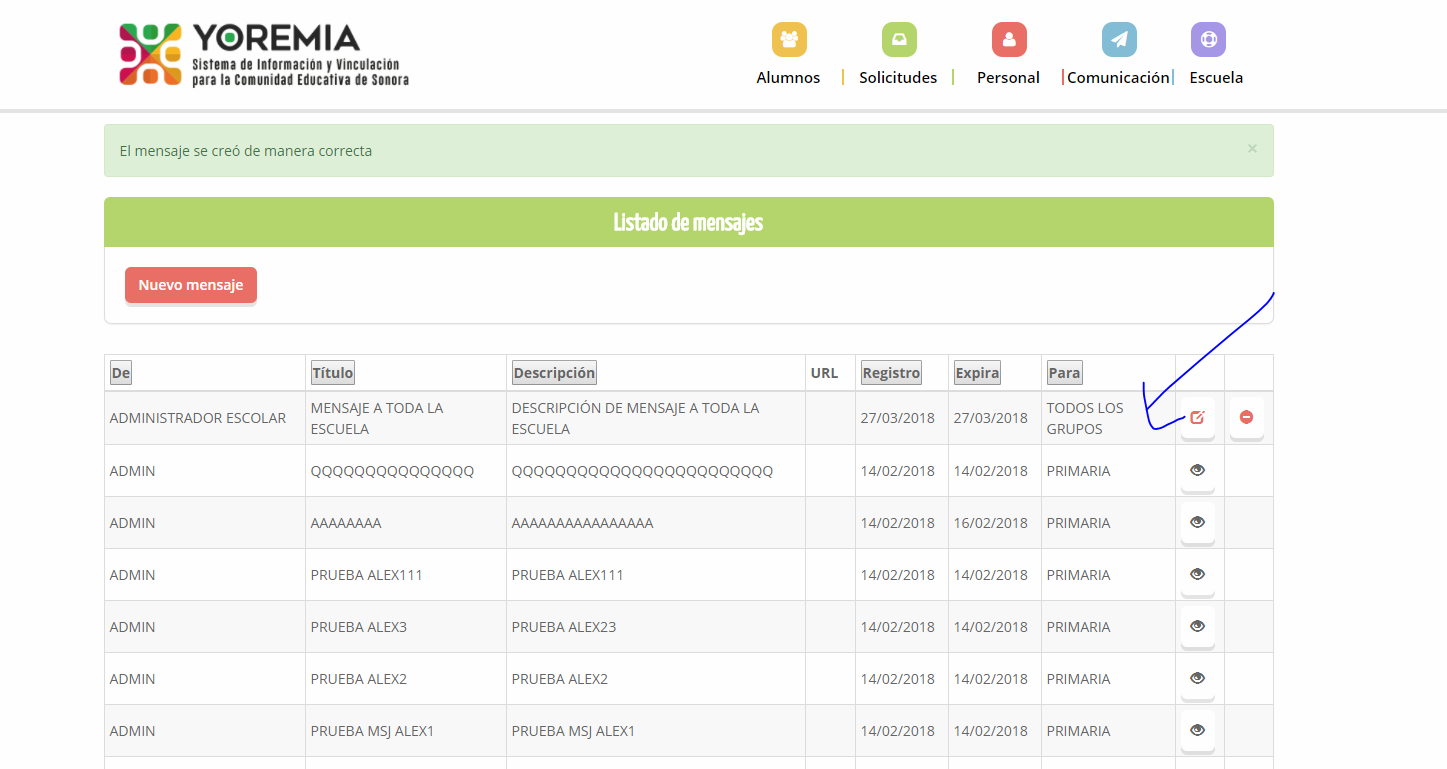 YOREMIA
Sistema de Información y Vinculación
para la Comunidad Educativa de Sonora
Alumnos
Solicitudes
Personal
Comunicación
Escuela
El mensaje se creó de manera correcta
×
Listado de mensajes
Nuevo mensaje
De Título Descripción URL Registro Expira Para
ADMINISTRADOR ESCOLAR MENSAJE A TODA LA ESCUELA DESCRIPCIÓN DE MENSAJE A TODA LA ESCUELA 27/03/2018 27/03/2018 TODOS LOS GRUPOS
ADMIN QQQQQQQQQQQQQQQ QQQQQQQQQQQQQQQQQQQQQQQQ 14/02/2018 14/02/2018 PRIMARIA
ADMIN AAAAAAAA AAAAAAAAAAAAAAAA 14/02/2018 16/02/2018 PRIMARIA
ADMIN PRUEBA ALEX111 PRUEBA ALEX111 14/02/2018 14/02/2018 PRIMARIA
ADMIN PRUEBA ALEX3 PRUEBA ALEX23 14/02/2018 14/02/2018 PRIMARIA
ADMIN PRUEBA ALEX2 PRUEBA ALEX2 14/02/2018 14/02/2018 PRIMARIA
ADMIN PRUEBA MSJ ALEX1 PRUEBA MSJ ALEX1 14/02/2018 14/02/2018 PRIMARIA